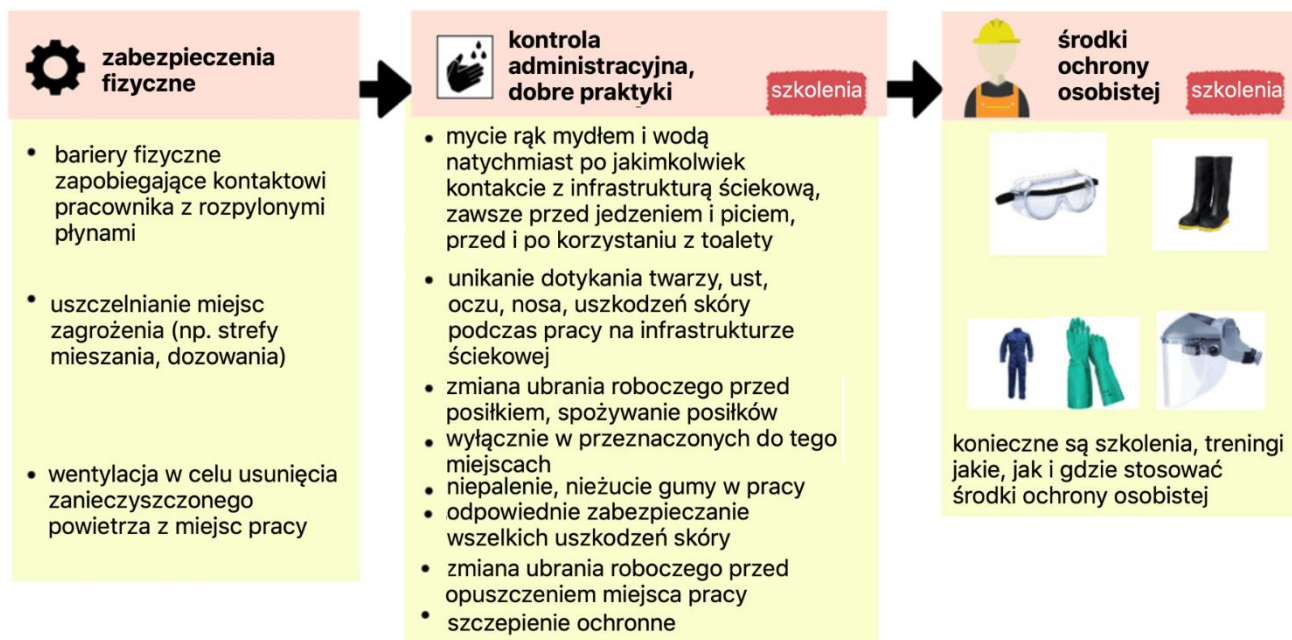 zabezpieczenia
fizyczne
• bariery fizyczne
zapobiegające kontaktowi
pracownika z rozpylonymi
płynami
• uszczelnianie miejsc
zagrożenia (np. strefy
mieszania, dozowania)
• wentylacja w celu usunięcia
zanieczyszczonego
powietrza z miejsc pracy
kontrola
administracyjna,
dobre praktyki
szkolenia
• mycie rąk mydłem i wodą
natychmiast po jakimkolwiek
kontakcie z infrastrukturą ściekową,
zawsze przed jedzeniem i piciem,
przed i po korzystaniu z toalety
• unikanie dotykania twarzy, ust,
oczu, nosa, uszkodzeń skóry
podczas pracy na infrastrukturze
ściekowej
• zmiana ubrania roboczego przed
posiłkiem, spożywanie posiłków
• wyłącznie w przeznaczonych do tego
miejscach
• niepalenie, nieżucie gumy w pracy
• odpowiednie zabezpieczanie
wszelkich uszkodzeń skóry
• zmiana ubrania roboczego przed
opuszczeniem miejsca pracy
• szczepienie ochronne
środki
ochrony
osobistej
szkolenia
konieczne są szkolenia, treningi
jakie, jak i gdzie stosować
środki ochrony osobistej